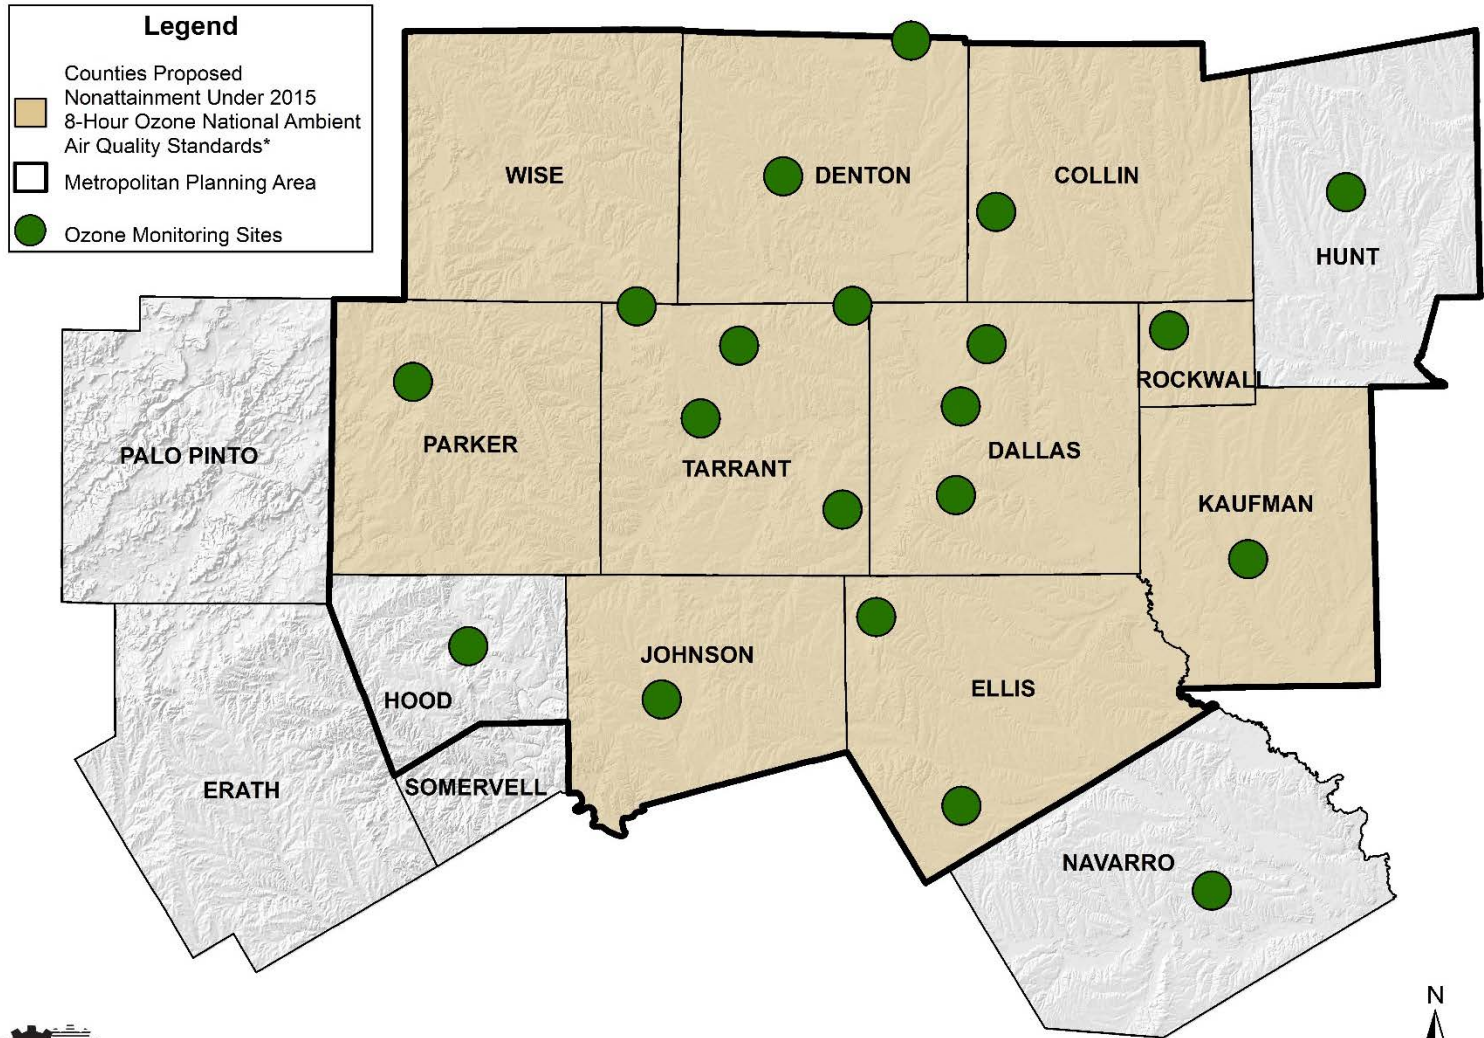 Legend
Counties Proposed
Nonattainment Under 2015
8-Hour Ozone National Ambient
Air Quality Standards*
Metropolitan Planning Area
Ozone Monitoring Sites
WISE
DENTON
COLLIN
HUNT
ROCKWALL
PALO PINTO
PARKER
TARRANT
DALLAS
KAUFMAN
HOOD
JOHNSON
ELLIS
ERATH
SOMERVELL
NAVARRO
N